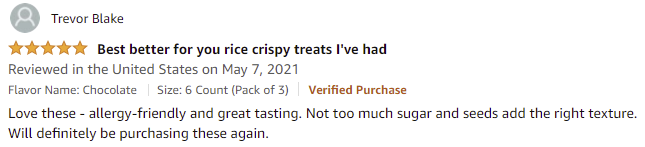 Trevor Blake
Best better for you rice crispy treats I've had
Reviewed in the United States on May 7, 2021
Flavor Name: Chocolate | Size: 6 Count (Pack of 3) | Verified Purchase
Love these - allergy-friendly and great tasting. Not too much sugar and seeds add the right texture.
Will definitely be purchasing these again.